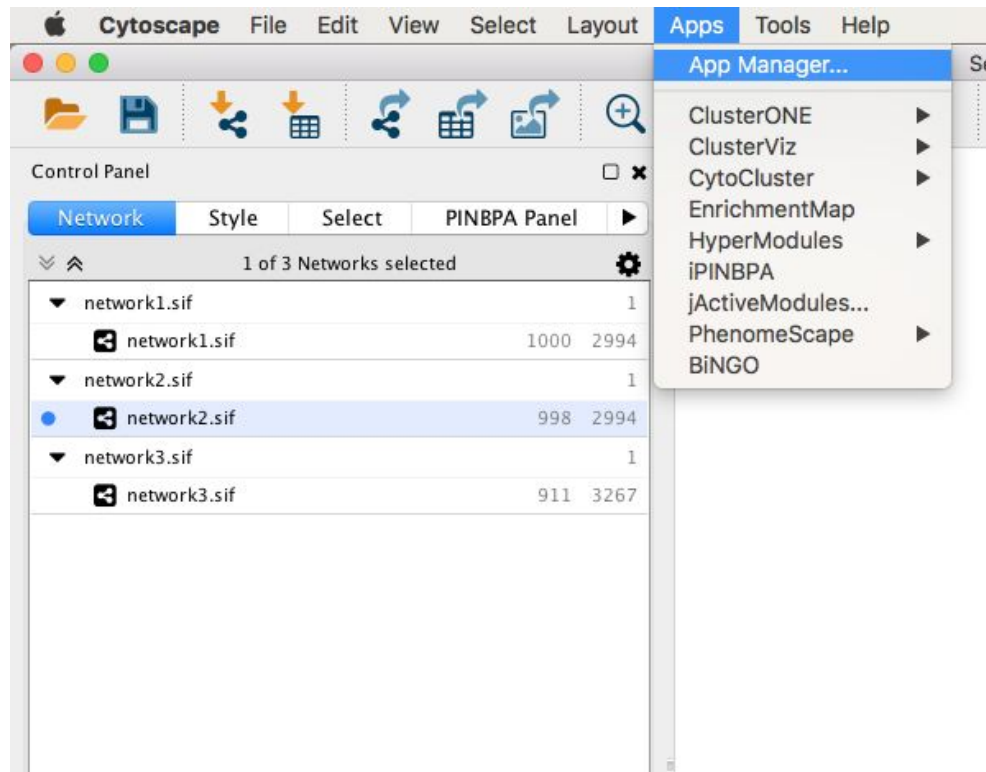 Cytoscape File Edit View Select Layout Apps Tools Help
App Manager...
ClusterONE
ClusterViz
CytoCluster
EnrichmentMap
HyperModules
iPINBPA
jActiveModules...
PhenomeScape
BiNGO
Control Panel
Network Style Select PINBPA Panel
1 of 3 Networks selected
network1.sif 1
network1.sif 1000 2994
network2.sif 1
network2.sif 998 2994
network3.sif 1
network3.sif 911 3267